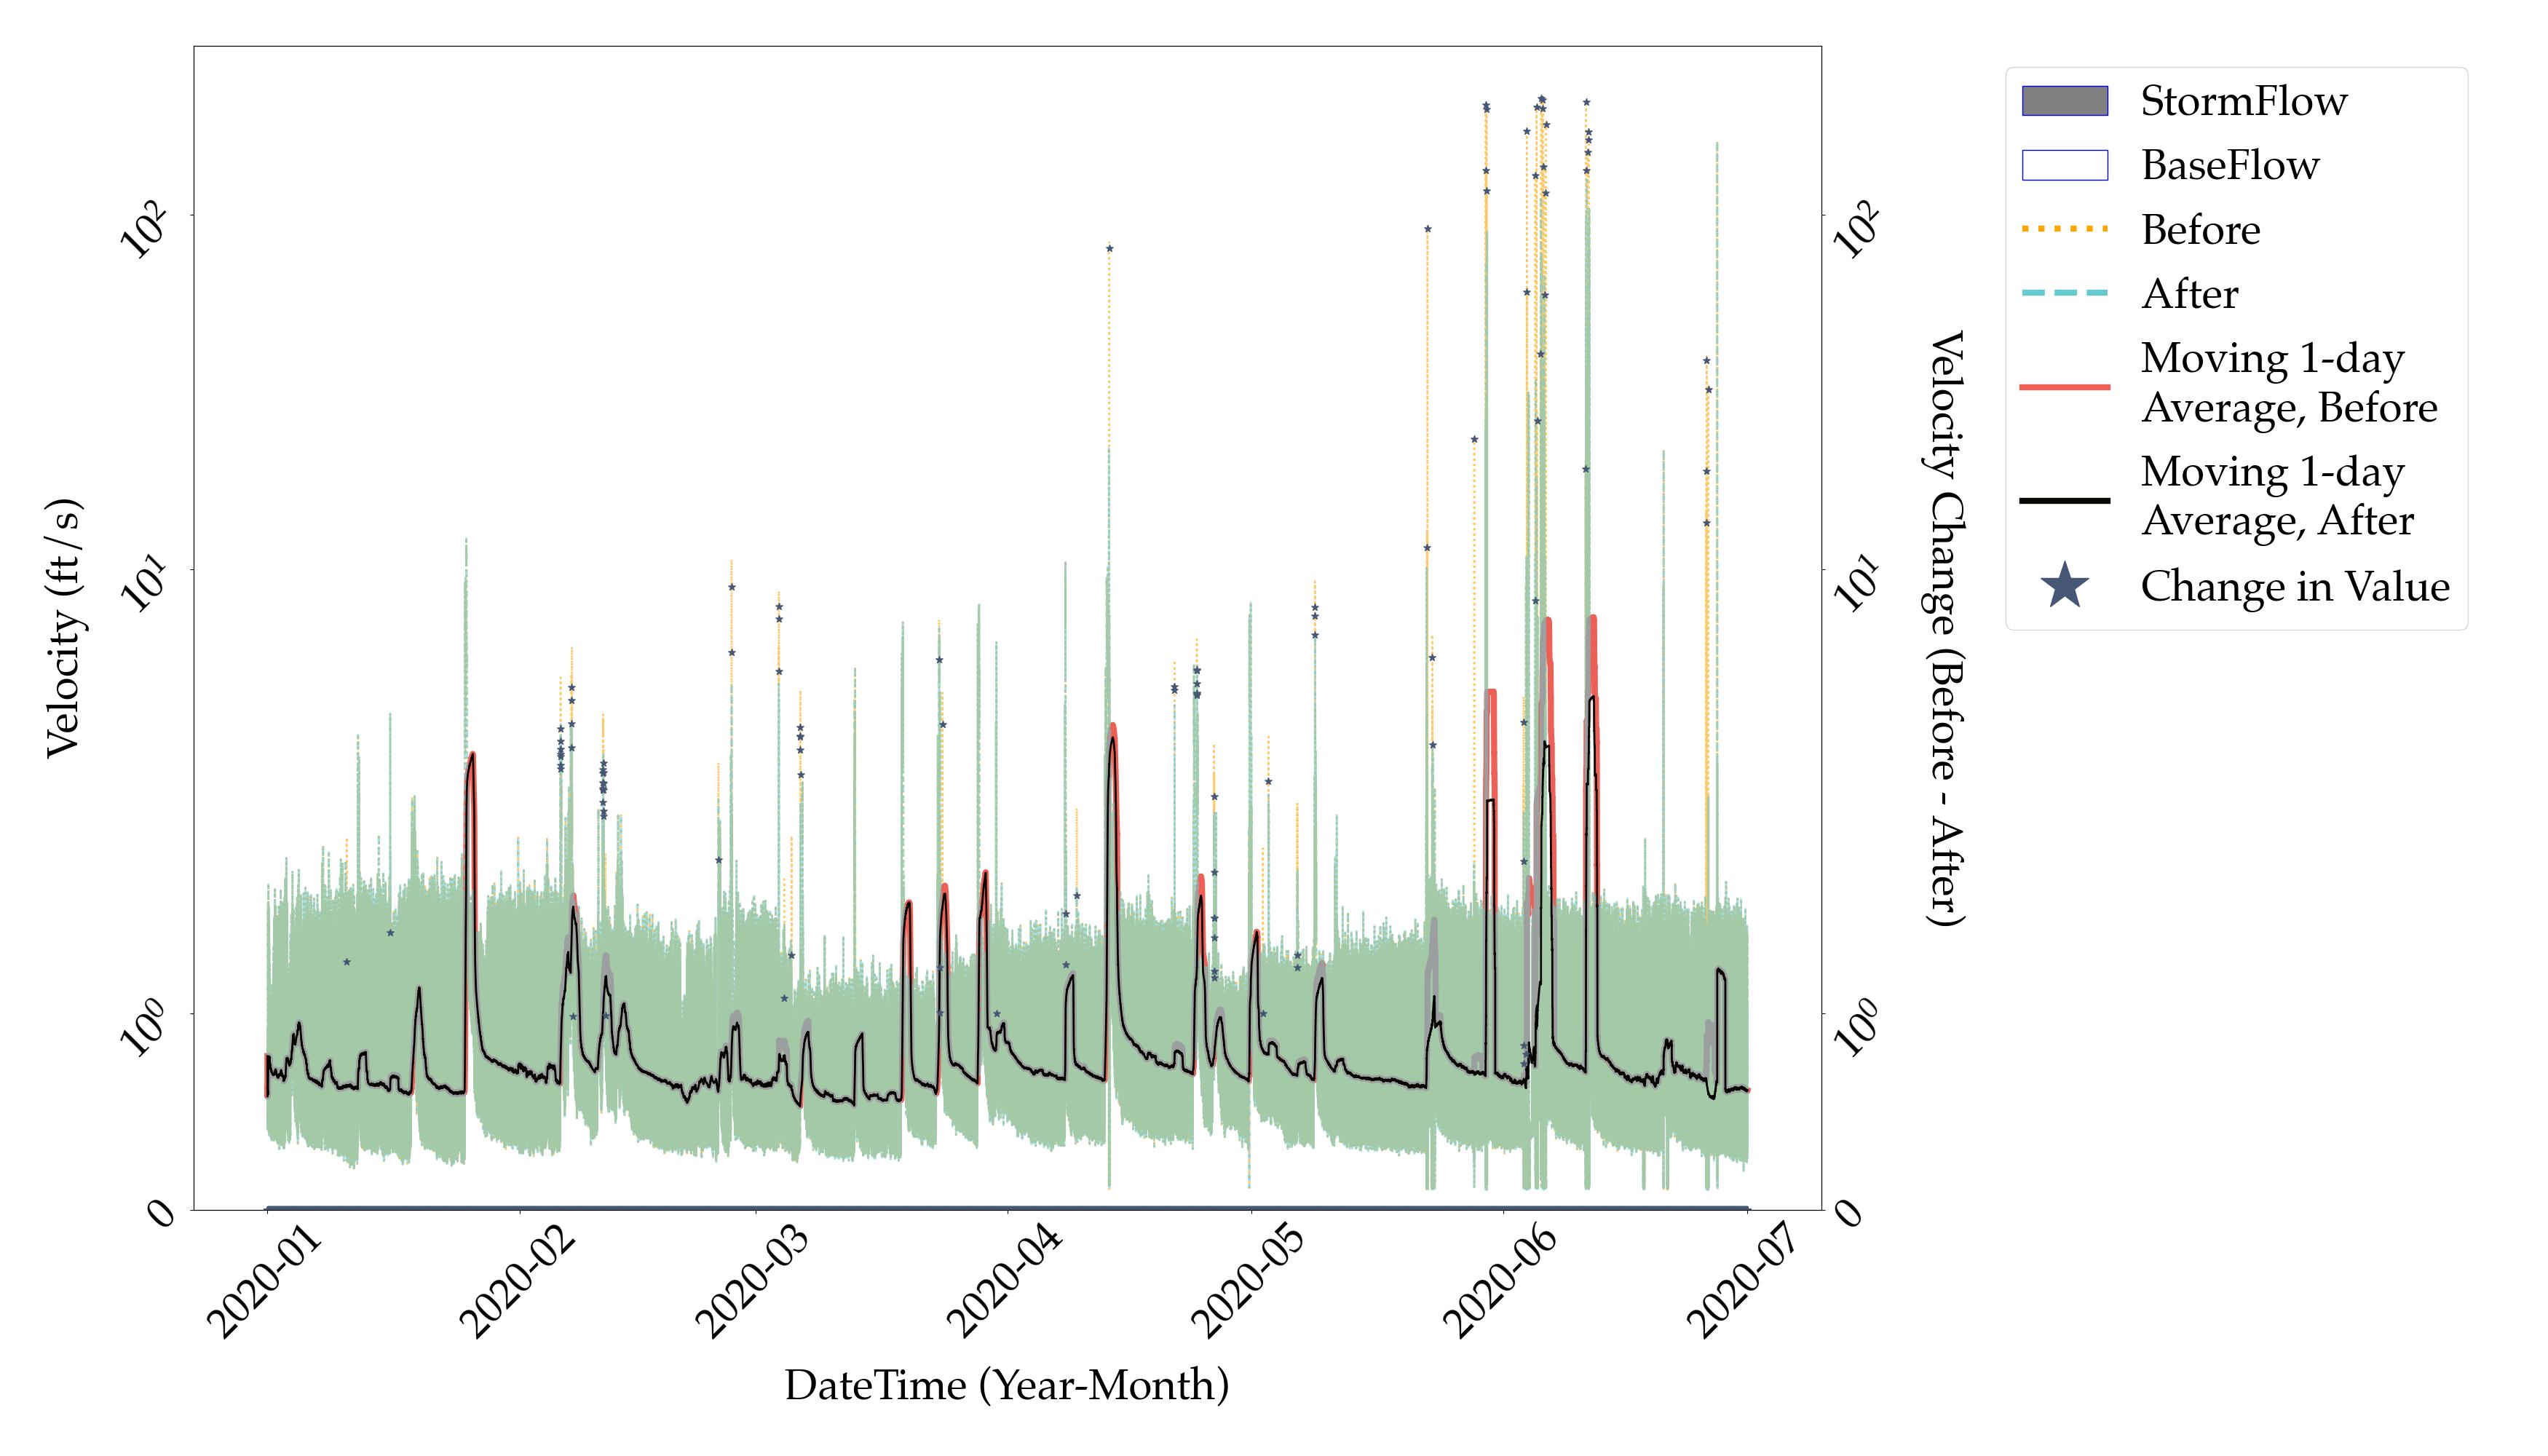 StormFlow
BaseFlow
Before
After
Moving 1-day
Average, Before
Moving 1-day
Average, After
Change in Value
10²
10¹
10⁰
0
10²
10¹
10⁰
0
Velocity (ft/s)
Velocity Change (Before - After)
2020-01
2020-02
2020-03
2020-04
2020-05
2020-06
2020-07
DateTime (Year-Month)